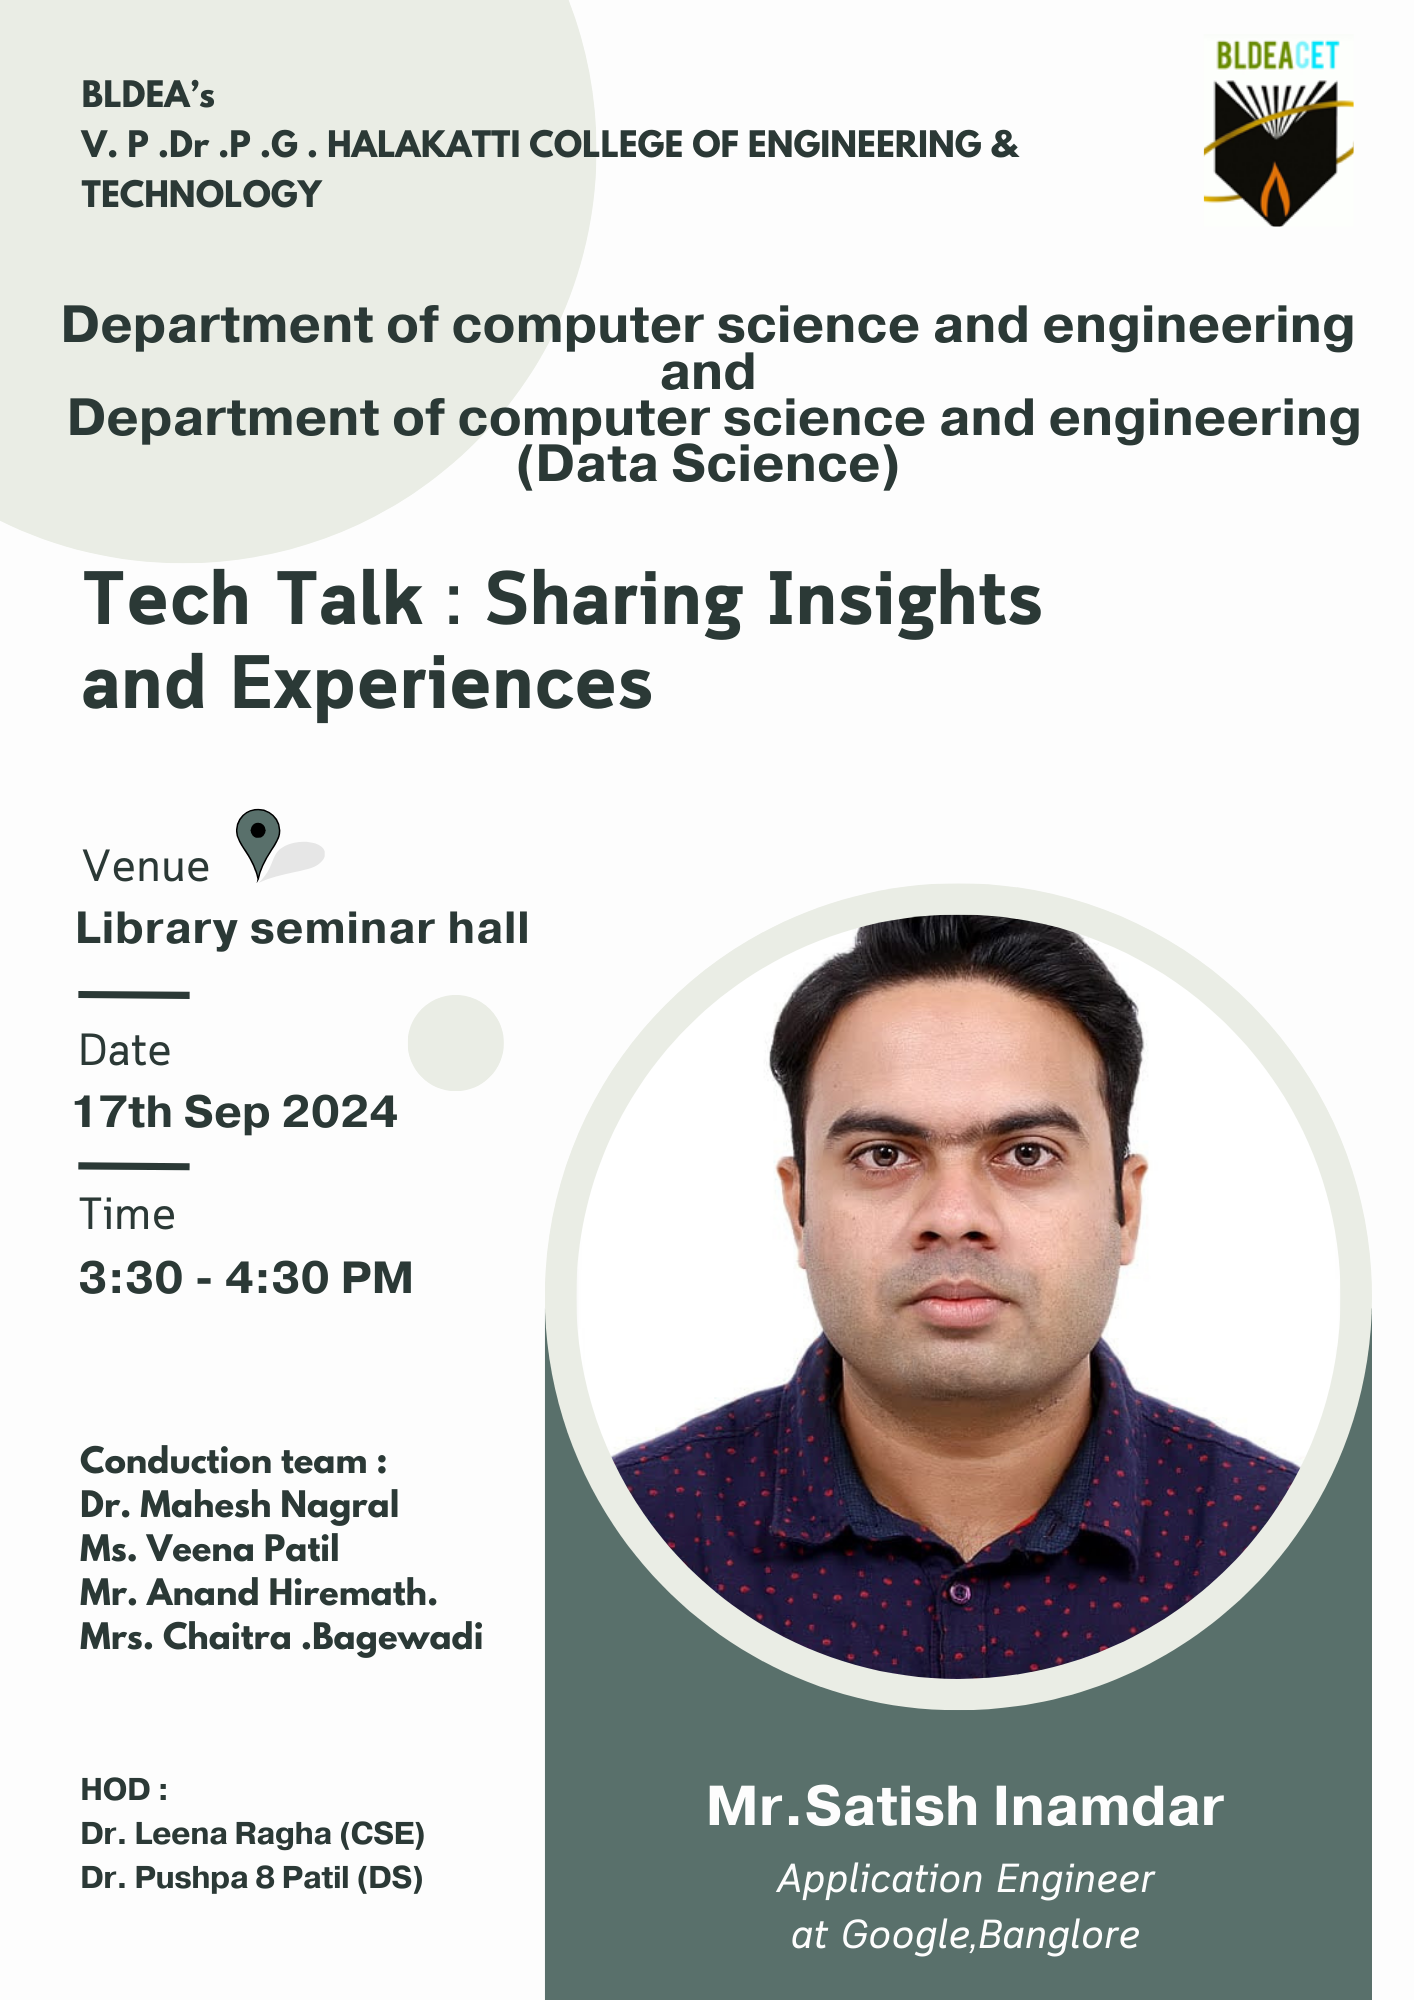 BLDEA’s
V. P .Dr .P .G . HALAKATTI COLLEGE OF ENGINEERING &
TECHNOLOGY
BLDEACET
Department of computer science and engineering
and
Department of computer science and engineering
(Data Science)
Tech Talk : Sharing Insights
and Experiences
Venue
Library seminar hall
Date
17th Sep 2024
Time
3:30 - 4:30 PM
Conduction team :
Dr. Mahesh Nagral
Ms. Veena Patil
Mr. Anand Hiremath.
Mrs. Chaitra .Bagewadi
HOD :
Dr. Leena Ragha (CSE)
Dr. Pushpa 8 Patil (DS)
Mr.Satish Inamdar
Application Engineer
at Google,Banglore